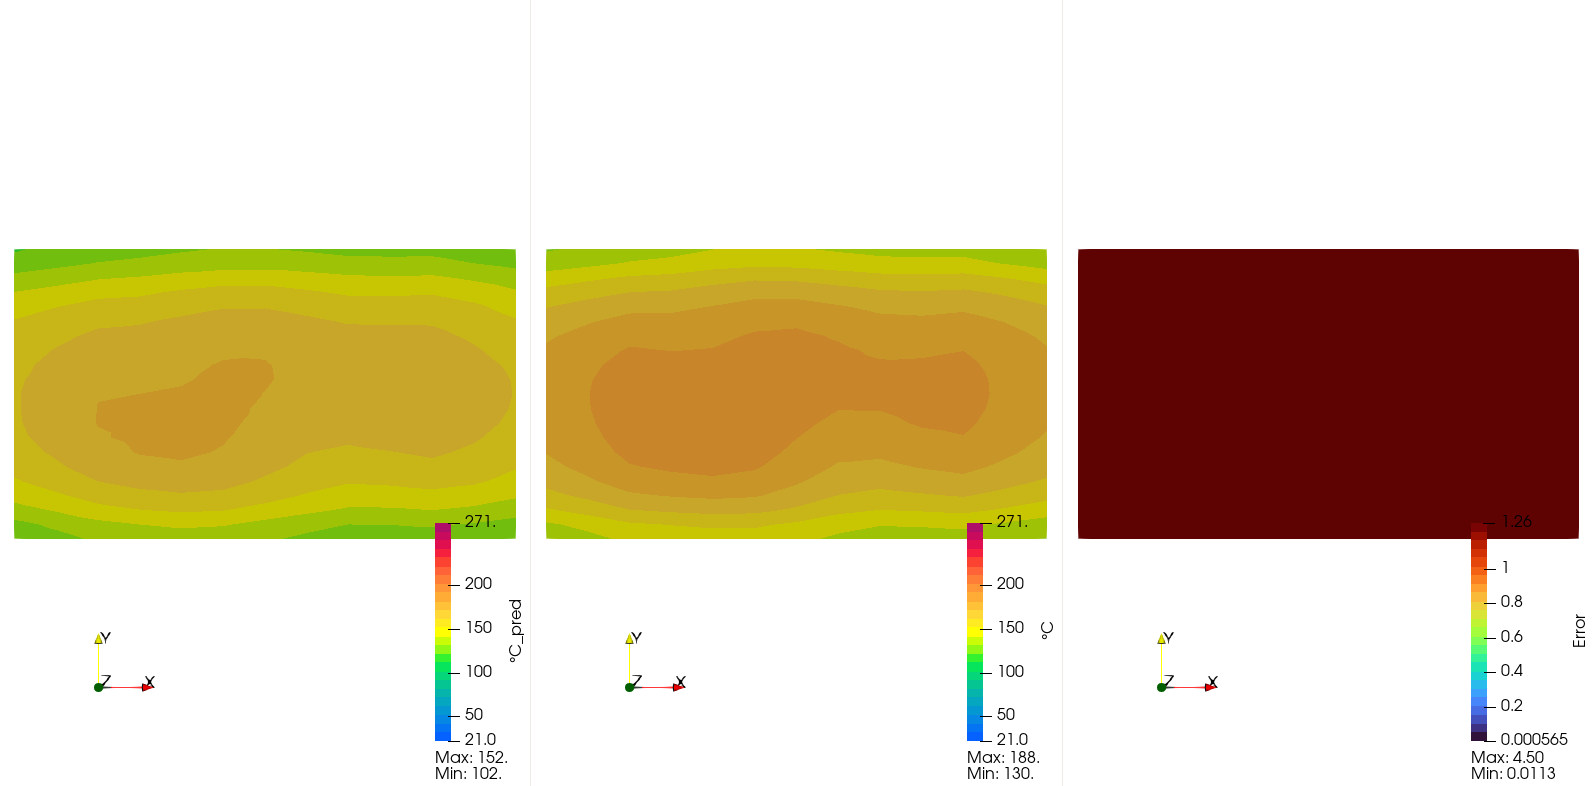 271.
200
150
100
50
21.0
°C_pred
Max: 152.
Min: 102.
Y
Z
X
271.
200
150
100
50
21.0
°C
Max: 188.
Min: 130.
Y
Z
X
1.26
1
0.8
0.6
0.4
0.2
0.000565
Error
Max: 4.50
Min: 0.0113
Y
Z
X